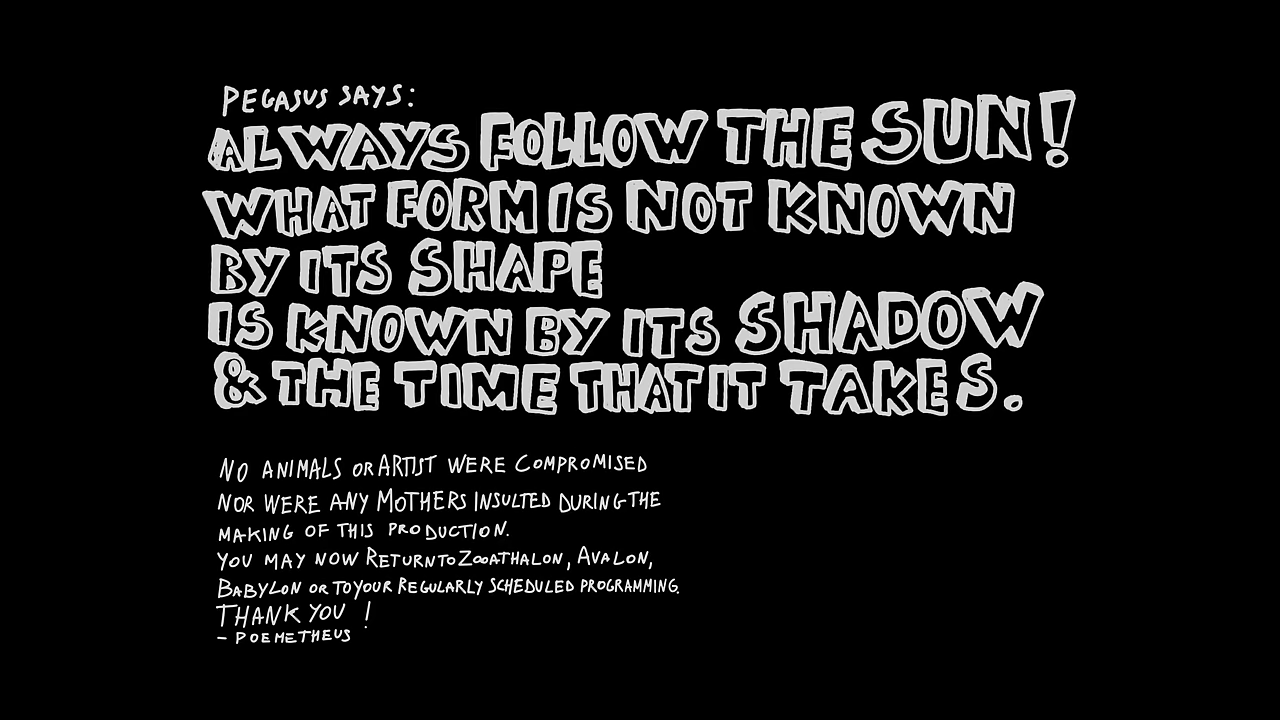 PEGASUS SAYS:
ALWAYS FOLLOW THE SUN!
WHAT FORM IS NOT KNOWN
BY ITS SHAPE
IS KNOWN BY ITS SHADOW
& THE TIME THAT IT TAKES.
NO ANIMALS OR ARTIST WERE COMPROMISED
NOR WERE ANY MOTHERS INSULTED DURING THE
MAKING OF THIS PRODUCTION.
YOU MAY NOW RETURN TO ZOOATHALON, AVALON,
BABYLON OR TO YOUR REGULARLY SCHEDULED PROGRAMMING.
THANK YOU !
- POEMETHEUS